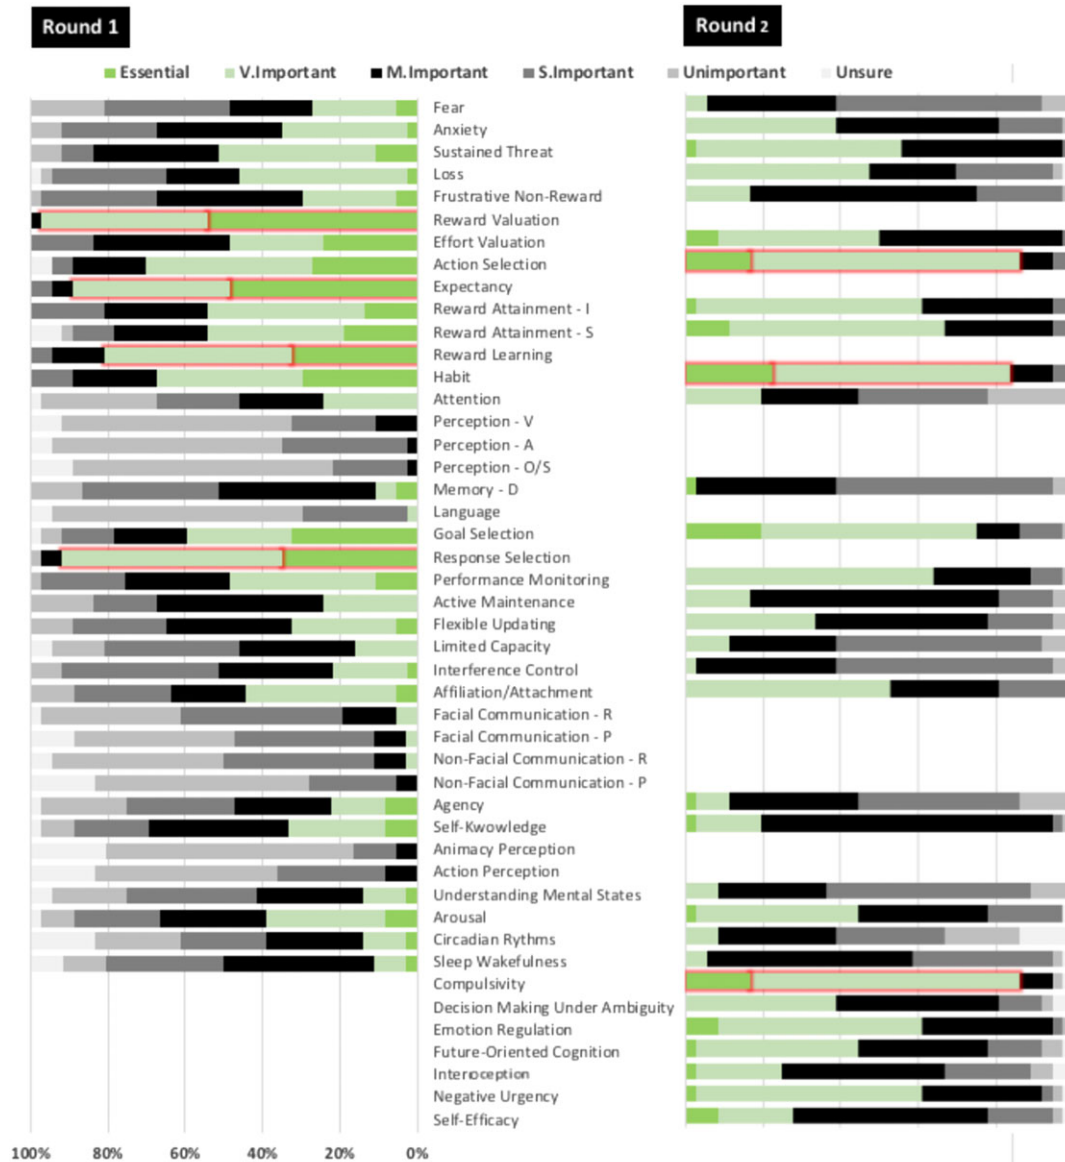 Round 1
Round 2
Essential V.Important M.Important S.Important Unimportant Unsure
Fear
Anxiety
Sustained Threat
Loss
Frustrative Non-Reward
Reward Valuation
Effort Valuation
Action Selection
Expectancy
Reward Attainment - I
Reward Attainment - S
Reward Learning
Habit
Attention
Perception - V
Perception - A
Perception - O/S
Memory - D
Language
Goal Selection
Response Selection
Performance Monitoring
Active Maintenance
Flexible Updating
Limited Capacity
Interference Control
Affiliation/Attachment
Facial Communication - R
Facial Communication - P
Non-Facial Communication - R
Non-Facial Communication - P
Agency
Self-Kwowledge
Animacy Perception
Action Perception
Understanding Mental States
Arousal
Circadian Rythms
Sleep Wakefulness
Compulsivity
Decision Making Under Ambiguity
Emotion Regulation
Future-Oriented Cognition
Interoception
Negative Urgency
Self-Efficacy
100% 80% 60% 40% 20% 0%